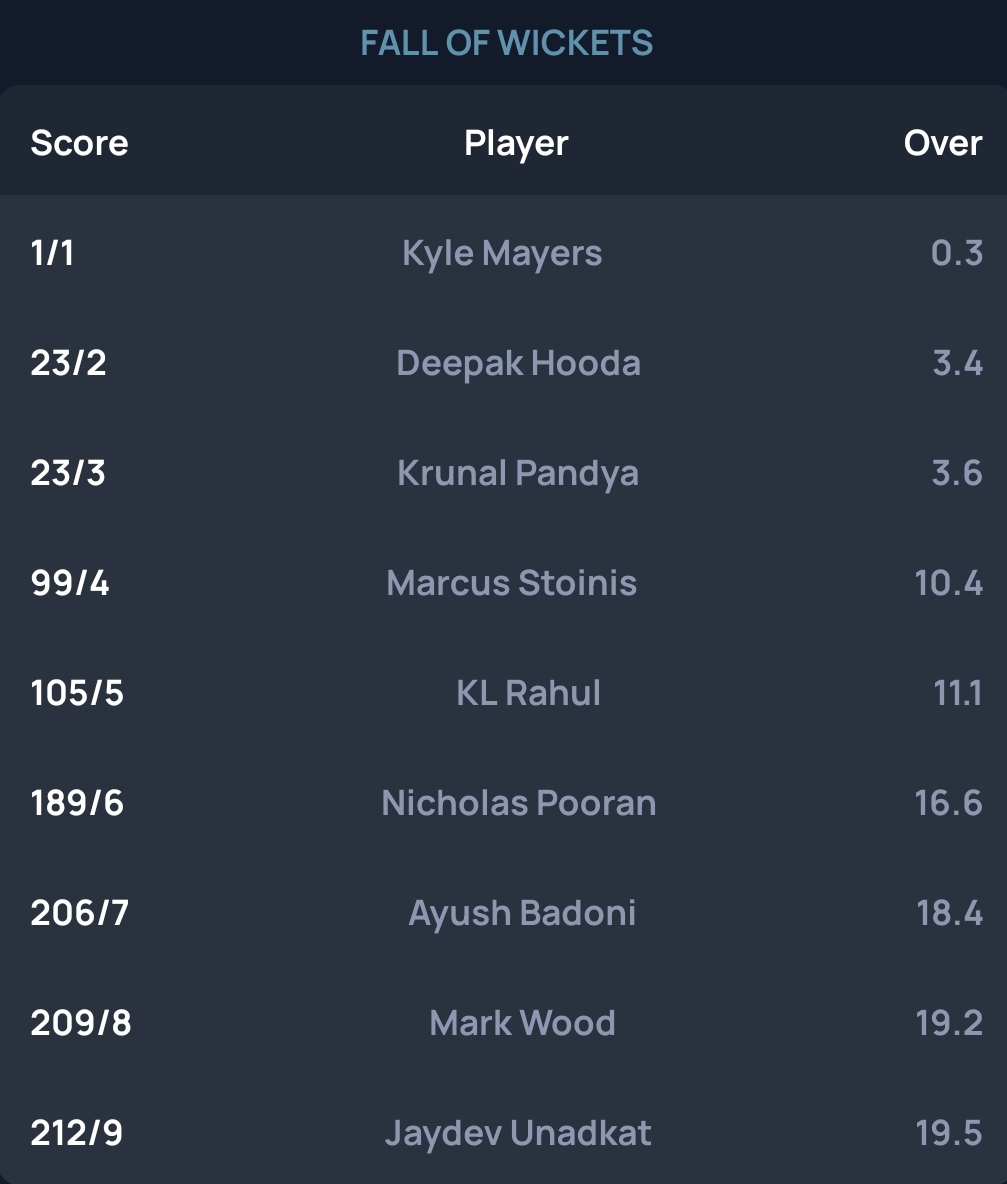 FALL OF WICKETS
Score Player Over
1/1 Kyle Mayers 0.3
23/2 Deepak Hooda 3.4
23/3 Krunal Pandya 3.6
99/4 Marcus Stoinis 10.4
105/5 KL Rahul 11.1
189/6 Nicholas Pooran 16.6
206/7 Ayush Badoni 18.4
209/8 Mark Wood 19.2
212/9 Jaydev Unadkat 19.5